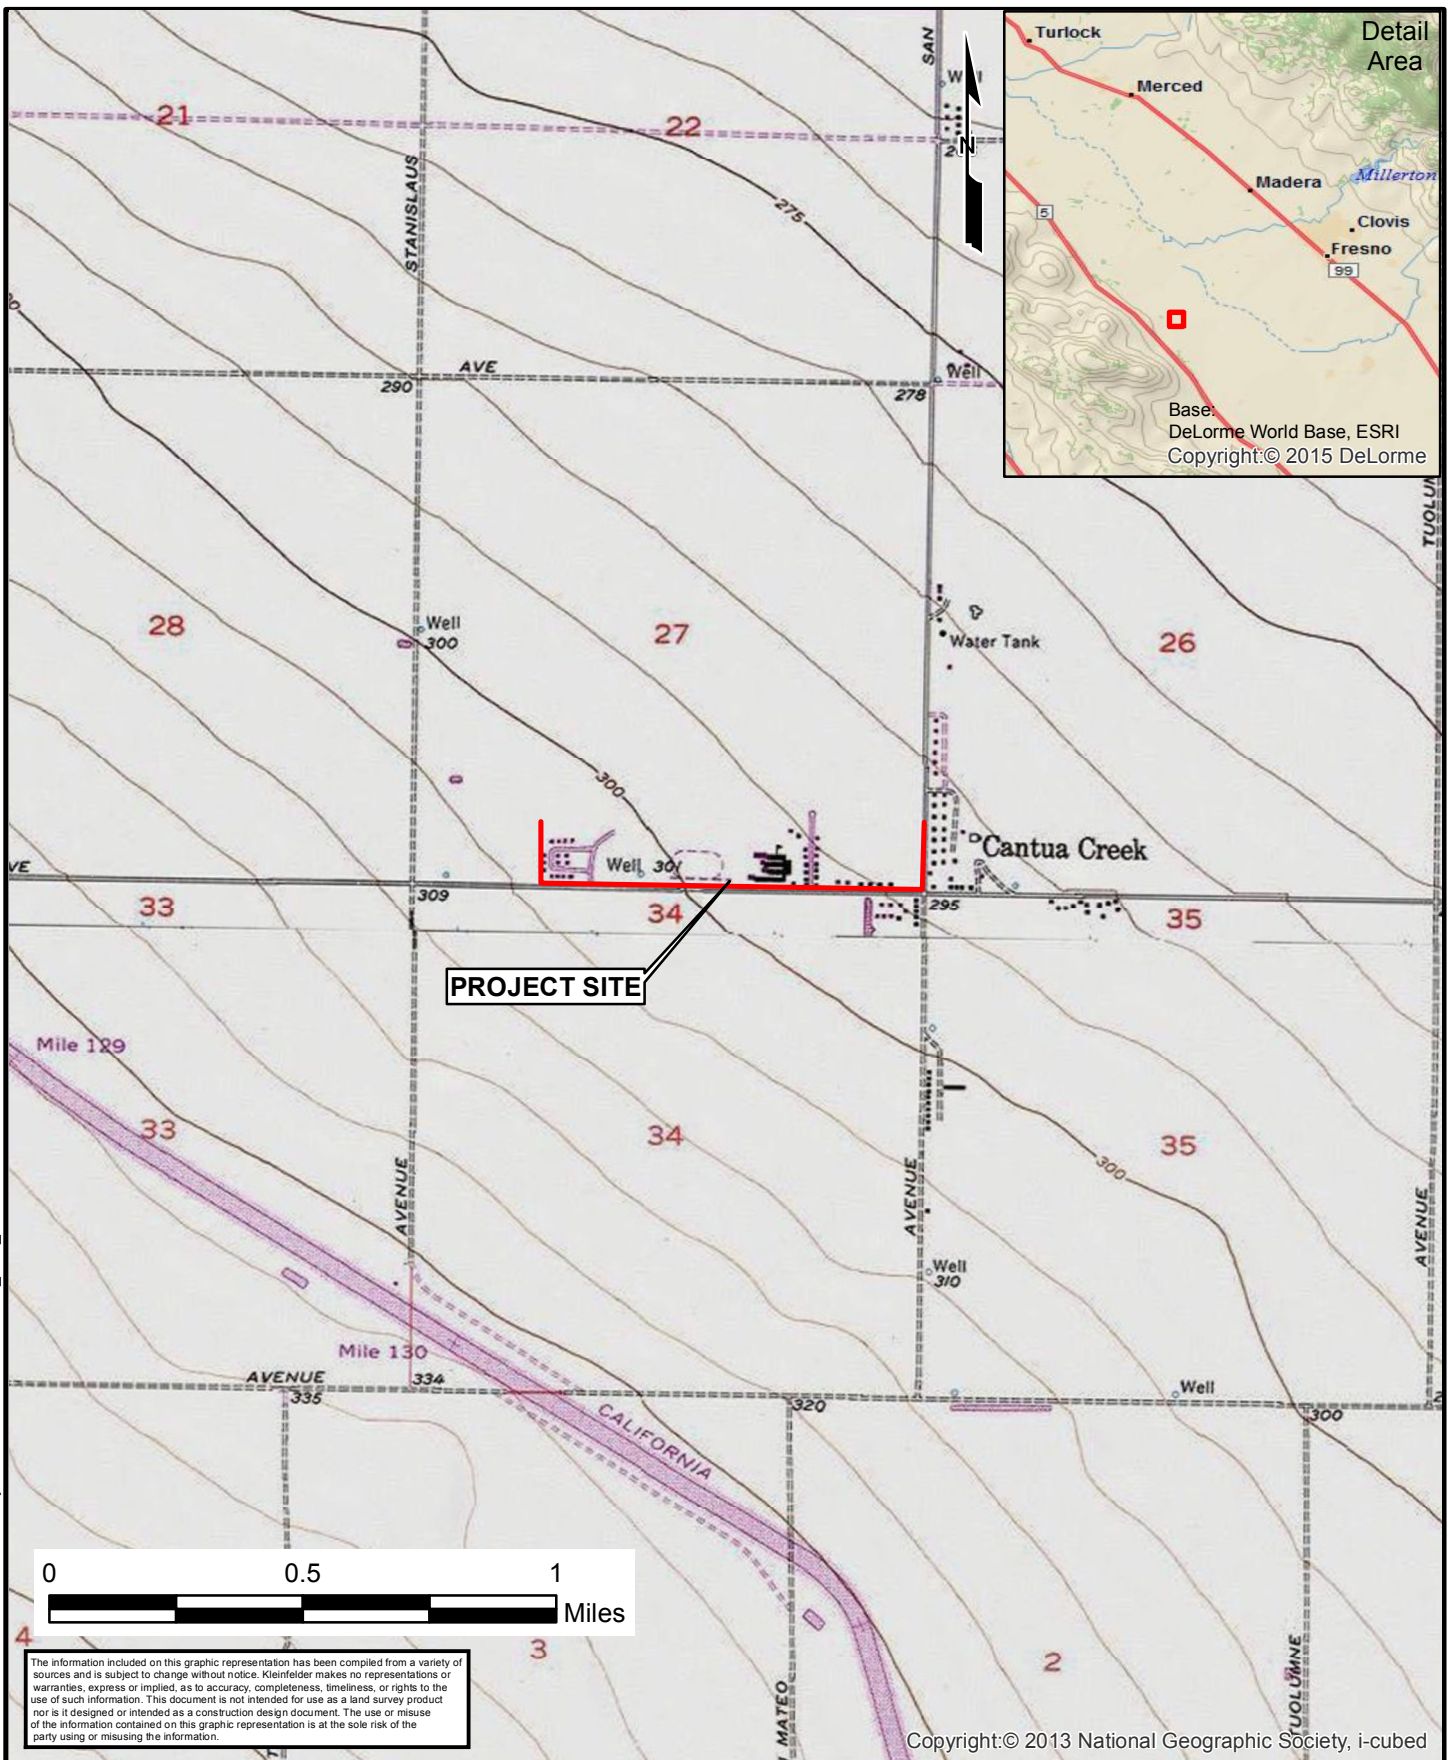 Detail
Area
Turlock
Merced
Madera
Millerton
Clovis
Fresno
5
99
Base:
DeLorme World Base, ESRI
Copyright:© 2015 DeLorme
SAN
Well
N
21
22
STANISLAUS
275
AVE
290
278
Well
28
27
26
Well
300
Water Tank
300
Cantua Creek
Well
309
295
33
34
35
PROJECT SITE
Mile 129
33
34
35
300
AVENUE
AVENUE
AVENUE
Well
310
Mile 130
AVENUE
334
335
CALIFORNIA
320
Well
300
0
0.5
1
Miles
4
3
2
MATEO
TUOLUMNE
The information included on this graphic representation has been compiled from a variety of
sources and is subject to change without notice. Kleinfelder makes no representations or
warranties, express or implied, as to accuracy, completeness, timeliness, or rights to the
use of such information. This document is not intended for use as a land survey product
nor is it designed or intended as a construction design document. The use or misuse
of the information contained on this graphic representation is at the sole risk of the
party using or misusing the information.
Copyright:© 2013 National Geographic Society, i-cubed